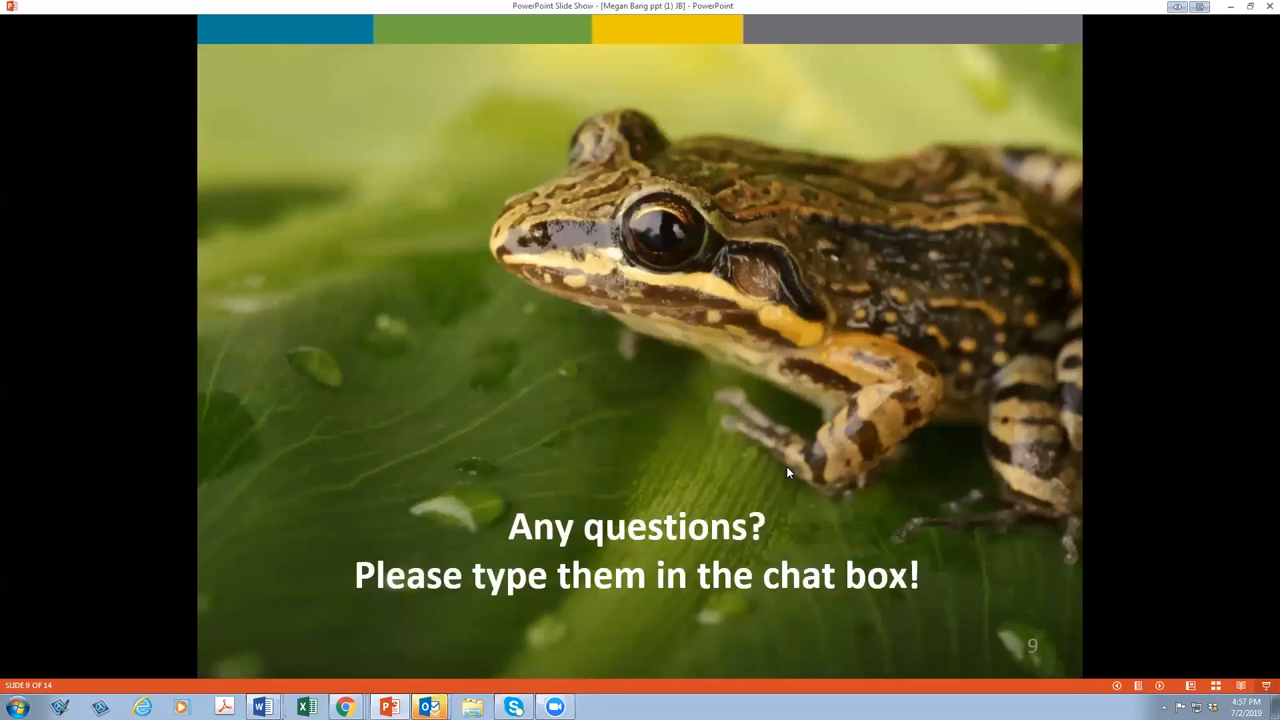 PowerPoint Slide Show - [Megan Bang ppt (1) JB] - PowerPoint
Any questions?
Please type them in the chat box!
9
SLIDE 9 OF 14
4:57 PM
7/2/2019